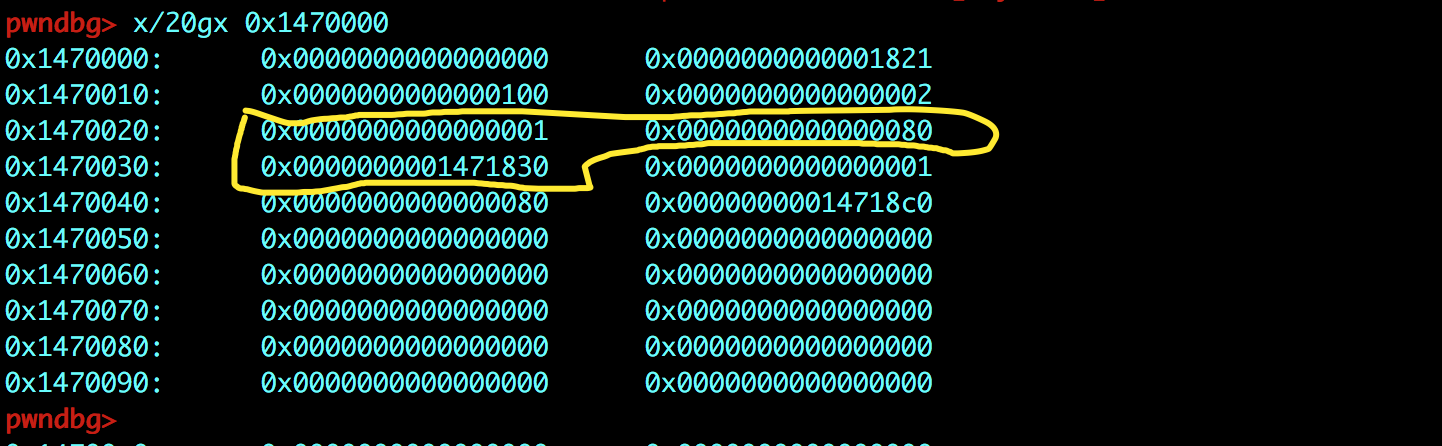 pwndbg> x/20gx 0x1470000
0x1470000: 0x0000000000000000 0x0000000000001821
0x1470010: 0x0000000000000100 0x0000000000000002
0x1470020: 0x0000000000000001 0x0000000000000080
0x1470030: 0x0000000001471830 0x0000000000000001
0x1470040: 0x0000000000000080 0x00000000014718c0
0x1470050: 0x0000000000000000 0x0000000000000000
0x1470060: 0x0000000000000000 0x0000000000000000
0x1470070: 0x0000000000000000 0x0000000000000000
0x1470080: 0x0000000000000000 0x0000000000000000
0x1470090: 0x0000000000000000 0x0000000000000000
pwndbg>